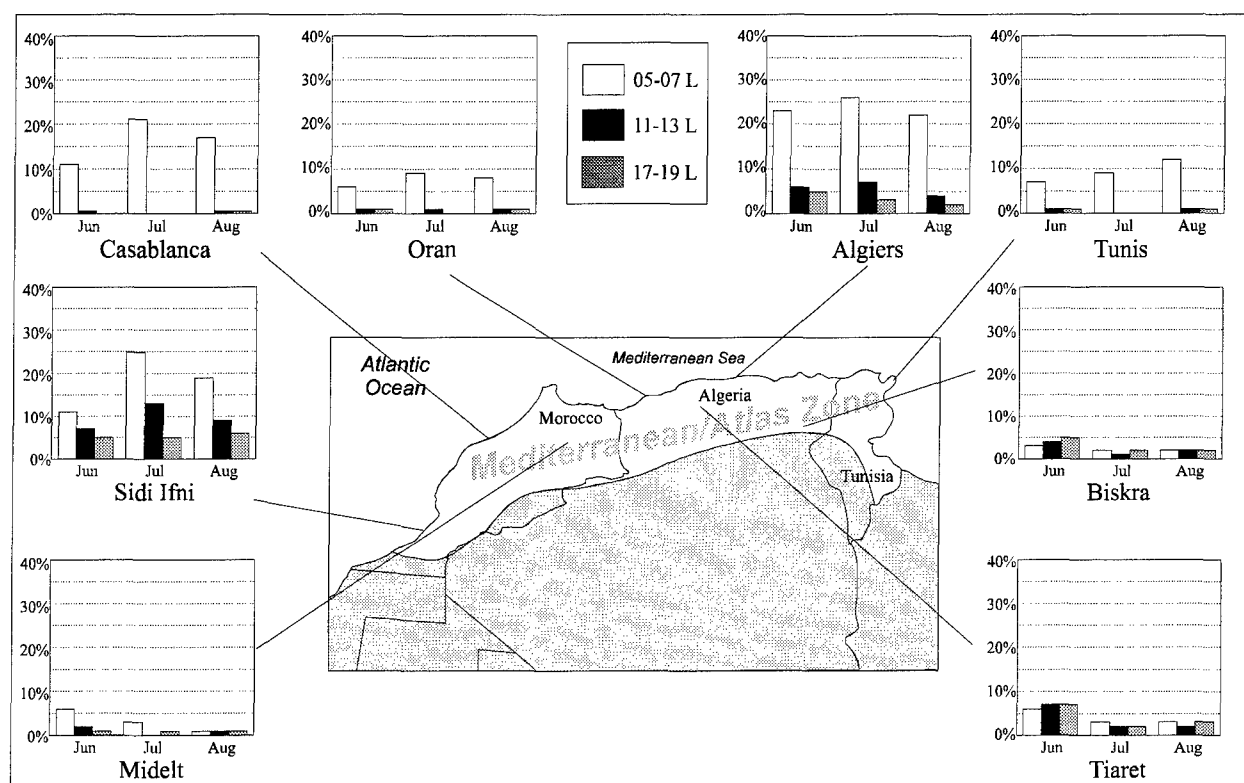 40%
30%
20%
10%
0%
Jun Jul Aug
Casablanca
40%
30%
20%
10%
0%
Jun Jul Aug
Oran
05-07 L
11-13 L
17-19 L
40%
30%
20%
10%
0%
Jun Jul Aug
Algiers
40%
30%
20%
10%
0%
Jun Jul Aug
Tunis
40%
30%
20%
10%
0%
Jun Jul Aug
Sidi Ifni
Atlantic
Ocean
Mediterranean Sea
Morocco
Algeria
Mediterranean/Atlas Zone
Tunisia
40%
30%
20%
10%
0%
Jun Jul Aug
Biskra
40%
30%
20%
10%
0%
Jun Jul Aug
Midelt
40%
30%
20%
10%
0%
Jun Jul Aug
Tiaret